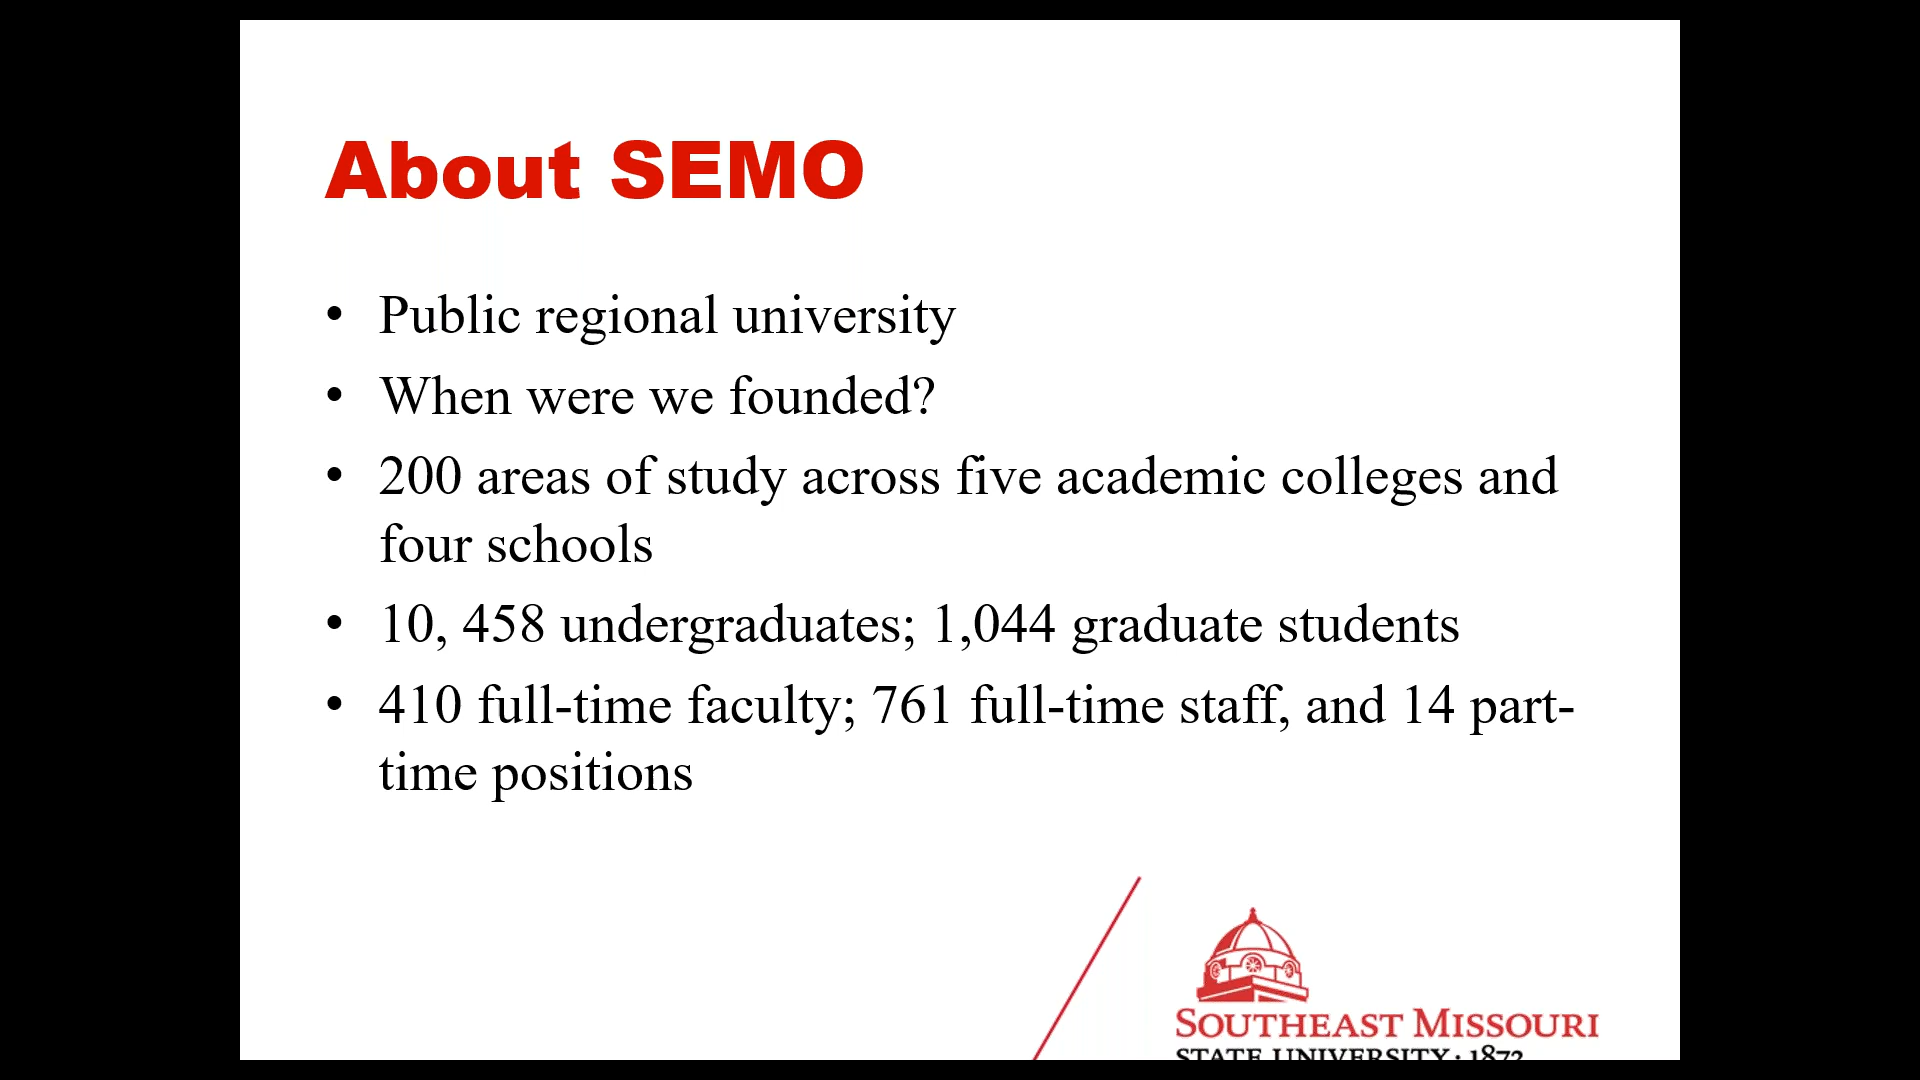 About SEMO
• Public regional university
• When were we founded?
• 200 areas of study across five academic colleges and
four schools
• 10, 458 undergraduates; 1,044 graduate students
• 410 full-time faculty; 761 full-time staff, and 14 part-
time positions
SOUTHEAST MISSOURI
STATE UNIVERSITY · 1872